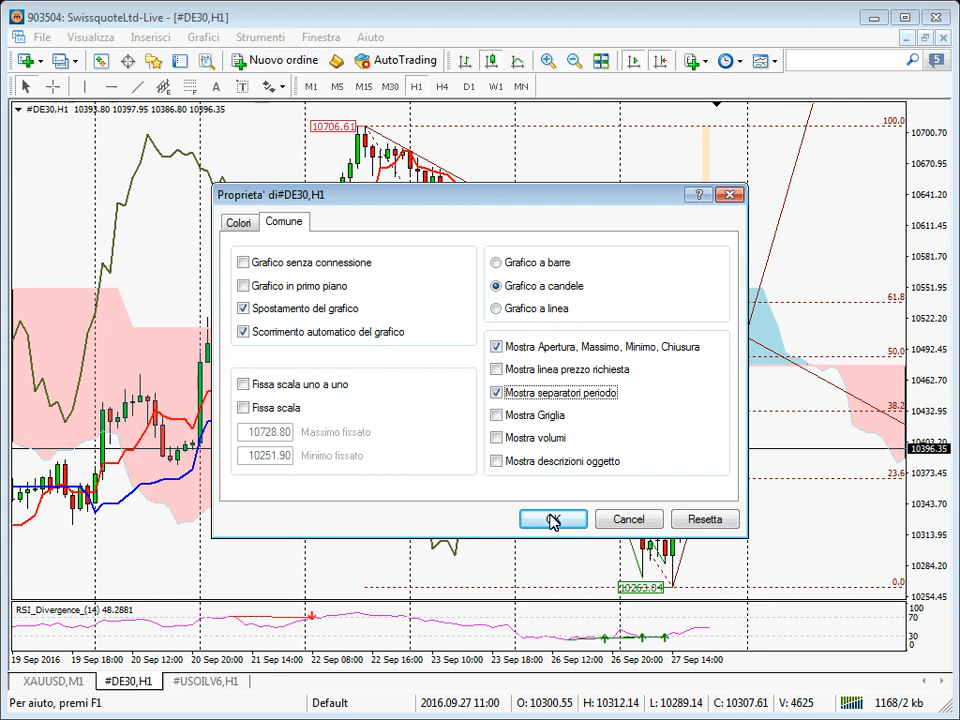 903504: SwissquoteLtd-Live - [#DE30,H1]
File Visualizza Inserisci Grafici Strumenti Finestra Aiuto
Nuovo ordine AutoTrading 5
A T M1 M5 M15 M30 H1 H4 D1 W1 MN
#DE30,H1 10393.80 10397.95 10386.80 10396.35
10706.61
100.0
61.8
50.0
38.2
23.6
0.0
10700.70
10670.95
10641.20
10611.45
10581.70
10551.95
10522.20
10492.45
10462.70
10432.95
10403.20
10396.35
10373.45
10343.70
10313.95
10284.20
10254.45
Proprieta' di#DE30,H1
Colori Comune
Grafico senza connessione
Grafico in primo piano
Spostamento del grafico
Scorrimento automatico del grafico
Fissa scala uno a uno
Fissa scala
10728.80 Massimo fissato
10251.90 Minimo fissato
Grafico a barre
Grafico a candele
Grafico a linea
Mostra Apertura, Massimo, Minimo, Chiusura
Mostra linea prezzo richiesta
Mostra separatori periodo
Mostra Griglia
Mostra volumi
Mostra descrizioni oggetto
Cancel Resetta
10263.84
RSI_Divergence_(14) 48.2881
100
70
30
0
19 Sep 2016 19 Sep 18:00 20 Sep 12:00 20 Sep 20:00 21 Sep 14:00 22 Sep 08:00 22 Sep 16:00 23 Sep 10:00 23 Sep 18:00 26 Sep 12:00 26 Sep 20:00 27 Sep 14:00
XAUUSD,M1 #DE30,H1 #USOILV6,H1
Per aiuto, premi F1 Default 2016.09.27 11:00 O: 10300.55 H: 10312.14 L: 10289.14 C: 10307.61 V: 4625 1168/2 kb